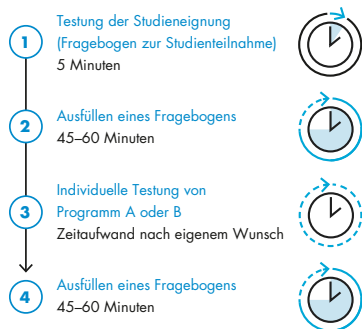 1
Testung der Studieneignung
(Fragebogen zur Studienteilnahme)
5 Minuten
2
Ausfüllen eines Fragebogens
45–60 Minuten
3
Individuelle Testung von
Programm A oder B
Zeitaufwand nach eigenem Wunsch
4
Ausfüllen eines Fragebogens
45–60 Minuten